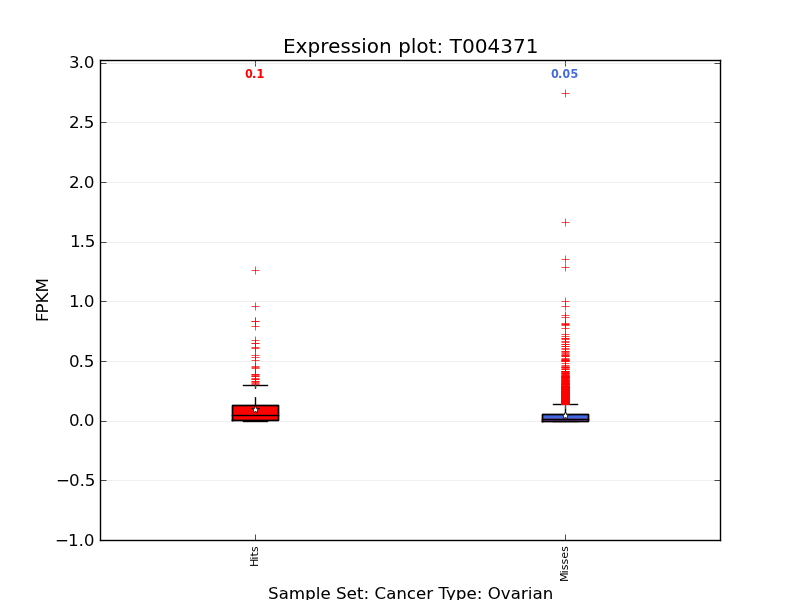 Expression plot: T004371
0.1
0.05
3.0
2.5
2.0
1.5
1.0
0.5
0.0
−0.5
−1.0
FPKM
Hits
Misses
Sample Set: Cancer Type: Ovarian